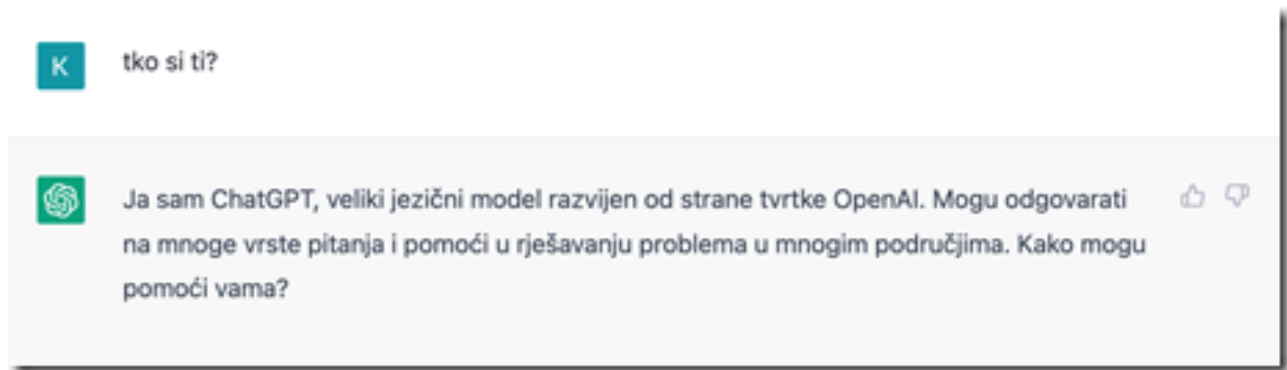 K
tko si ti?
Ja sam ChatGPT, veliki jezični model razvijen od strane tvrtke OpenAI. Mogu odgovarati
na mnoge vrste pitanja i pomoći u rješavanju problema u mnogim područjima. Kako mogu
pomoći vama?